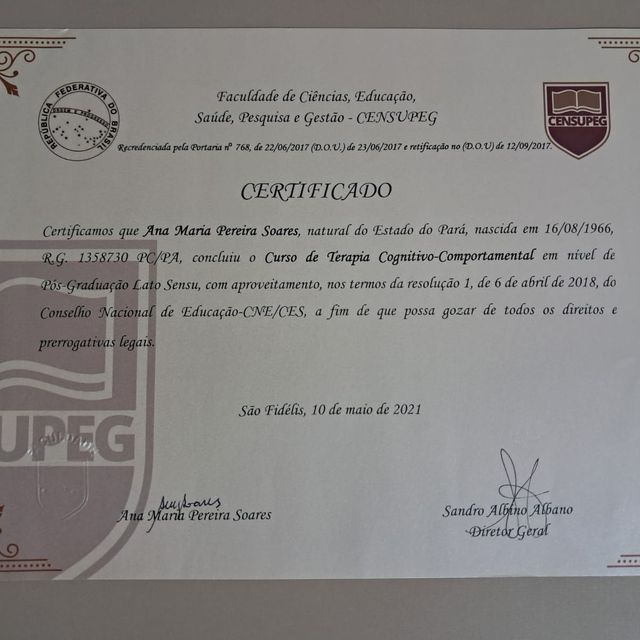 Faculdade de Ciências, Educação,
Saúde, Pesquisa e Gestão - CENSUPEG
REPÚBLICA FEDERATIVA DO BRASIL
CENSUPEG
Recredenciada pela Portaria nº 768, de 22/06/2017 (D.O.U.) de 23/06/2017 e retificação no (D.O.U) de 12/09/2017.
CERTIFICADO
Certificamos que Ana Maria Pereira Soares, natural do Estado do Pará, nascida em 16/08/1966,
R.G. 1358730 PC/PA, concluiu o Curso de Terapia Cognitivo-Comportamental em nível de
Pós-Graduação Lato Sensu, com aproveitamento, nos termos da resolução 1, de 6 de abril de 2018, do
Conselho Nacional de Educação-CNE/CES, a fim de que possa gozar de todos os direitos e
prerrogativas legais.
São Fidélis, 10 de maio de 2021
SUPEG
Ana Maria Pereira Soares
Sandro Albino Albano
Diretor Geral